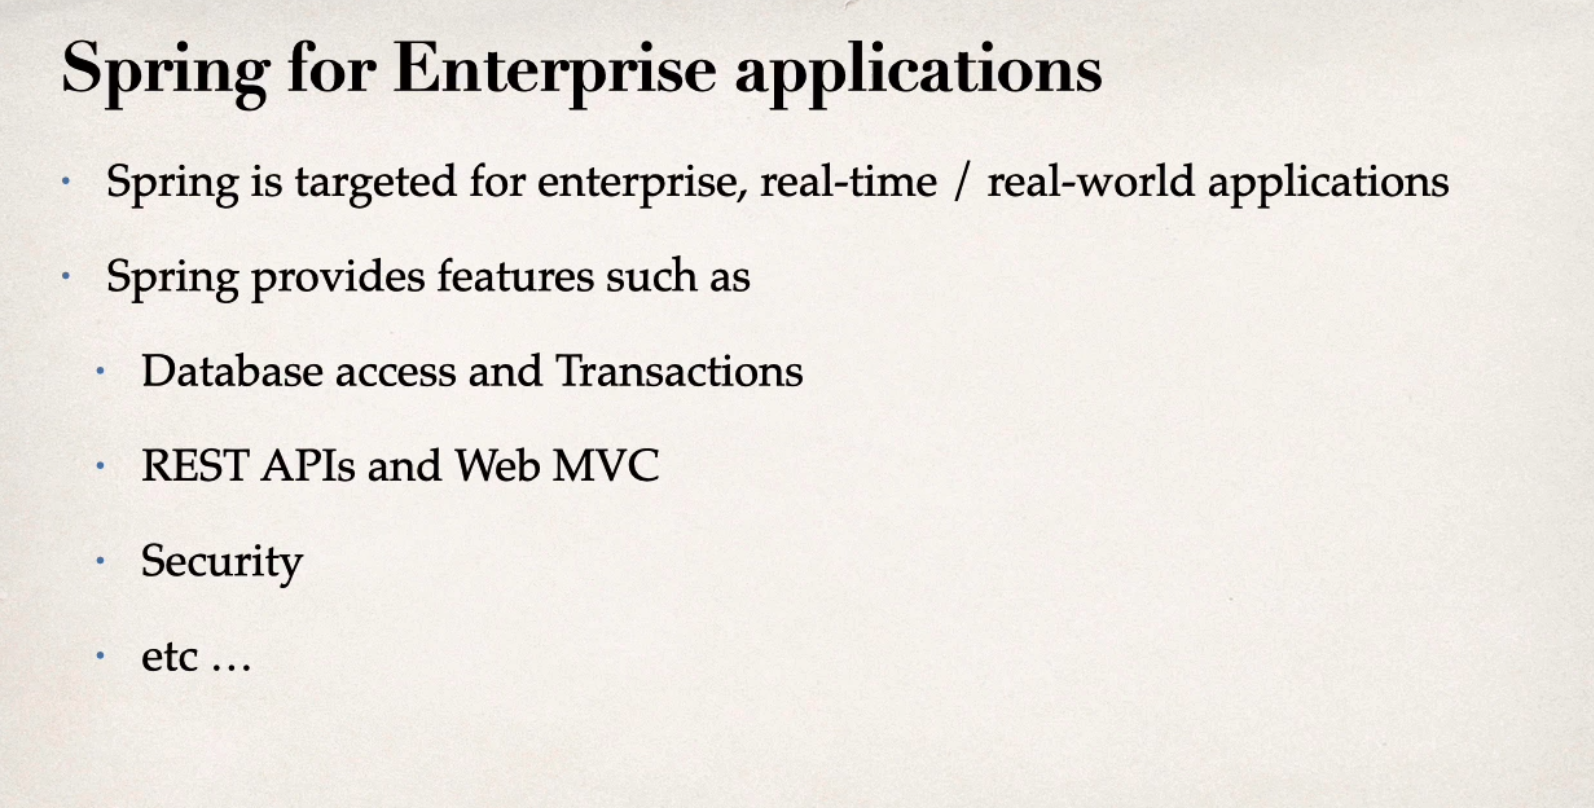 Spring for Enterprise applications
• Spring is targeted for enterprise, real-time / real-world applications
• Spring provides features such as
• Database access and Transactions
• REST APIs and Web MVC
• Security
• etc …